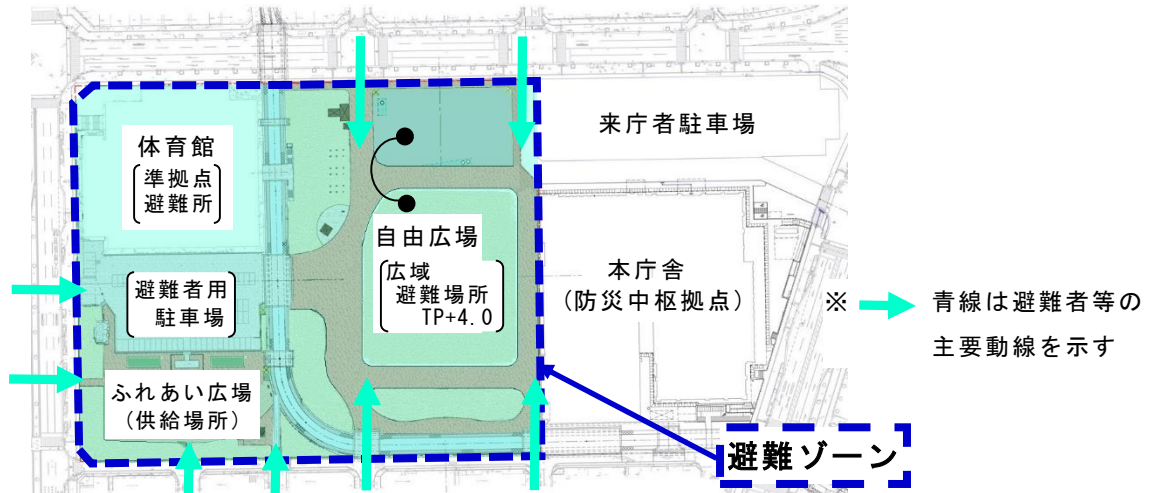 来庁者駐車場
体育館
準拠点
避難所
自由広場
広域
避難場所
TP+4.0
避難者用
駐車場
本庁舎
(防災中枢拠点)
※ 青線は避難者等の
主要動線を示す
ふれあい広場
(供給場所)
避難ゾーン